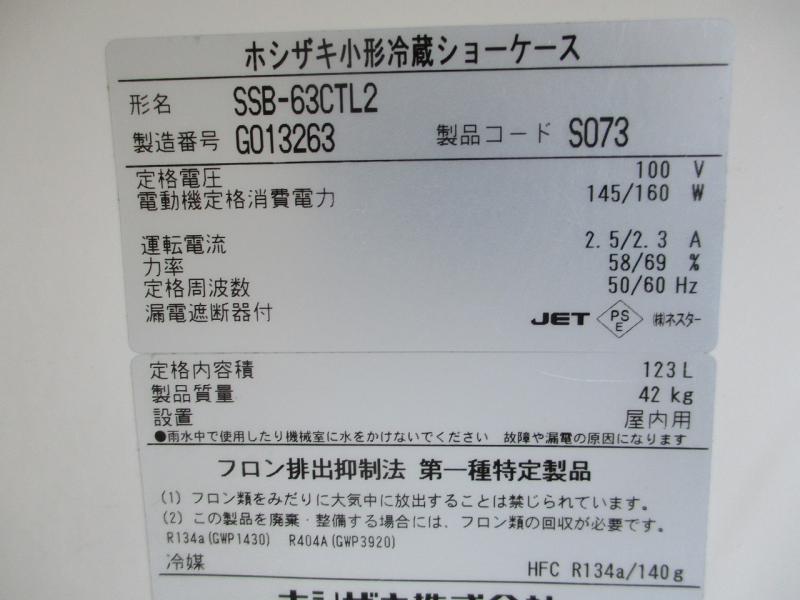 ホシザキ小形冷蔵ショーケース
形名 SSB-63CTL2
製造番号 G013263 製品コード S073
定格電圧 100 V
電動機定格消費電力 145/160 W
運転電流 2.5/2.3 A
力率 58/69 %
定格周波数 50/60 Hz
漏電遮断器付 JET PS E ㈱ネスター
定格内容積 123L
製品質量 42 kg
設置 屋内用
●雨水中で使用したり機械室に水をかけないでください 故障や漏電の原因になります
フロン排出抑制法 第一種特定製品
(1) フロン類をみだりに大気中に放出することは禁じられています。
(2) この製品を廃棄・整備する場合には、フロン類の回収が必要です。
R134a(GWP1430) R404A(GWP3920)
冷媒 HFC R134a/140g
ホシザキ株式会社